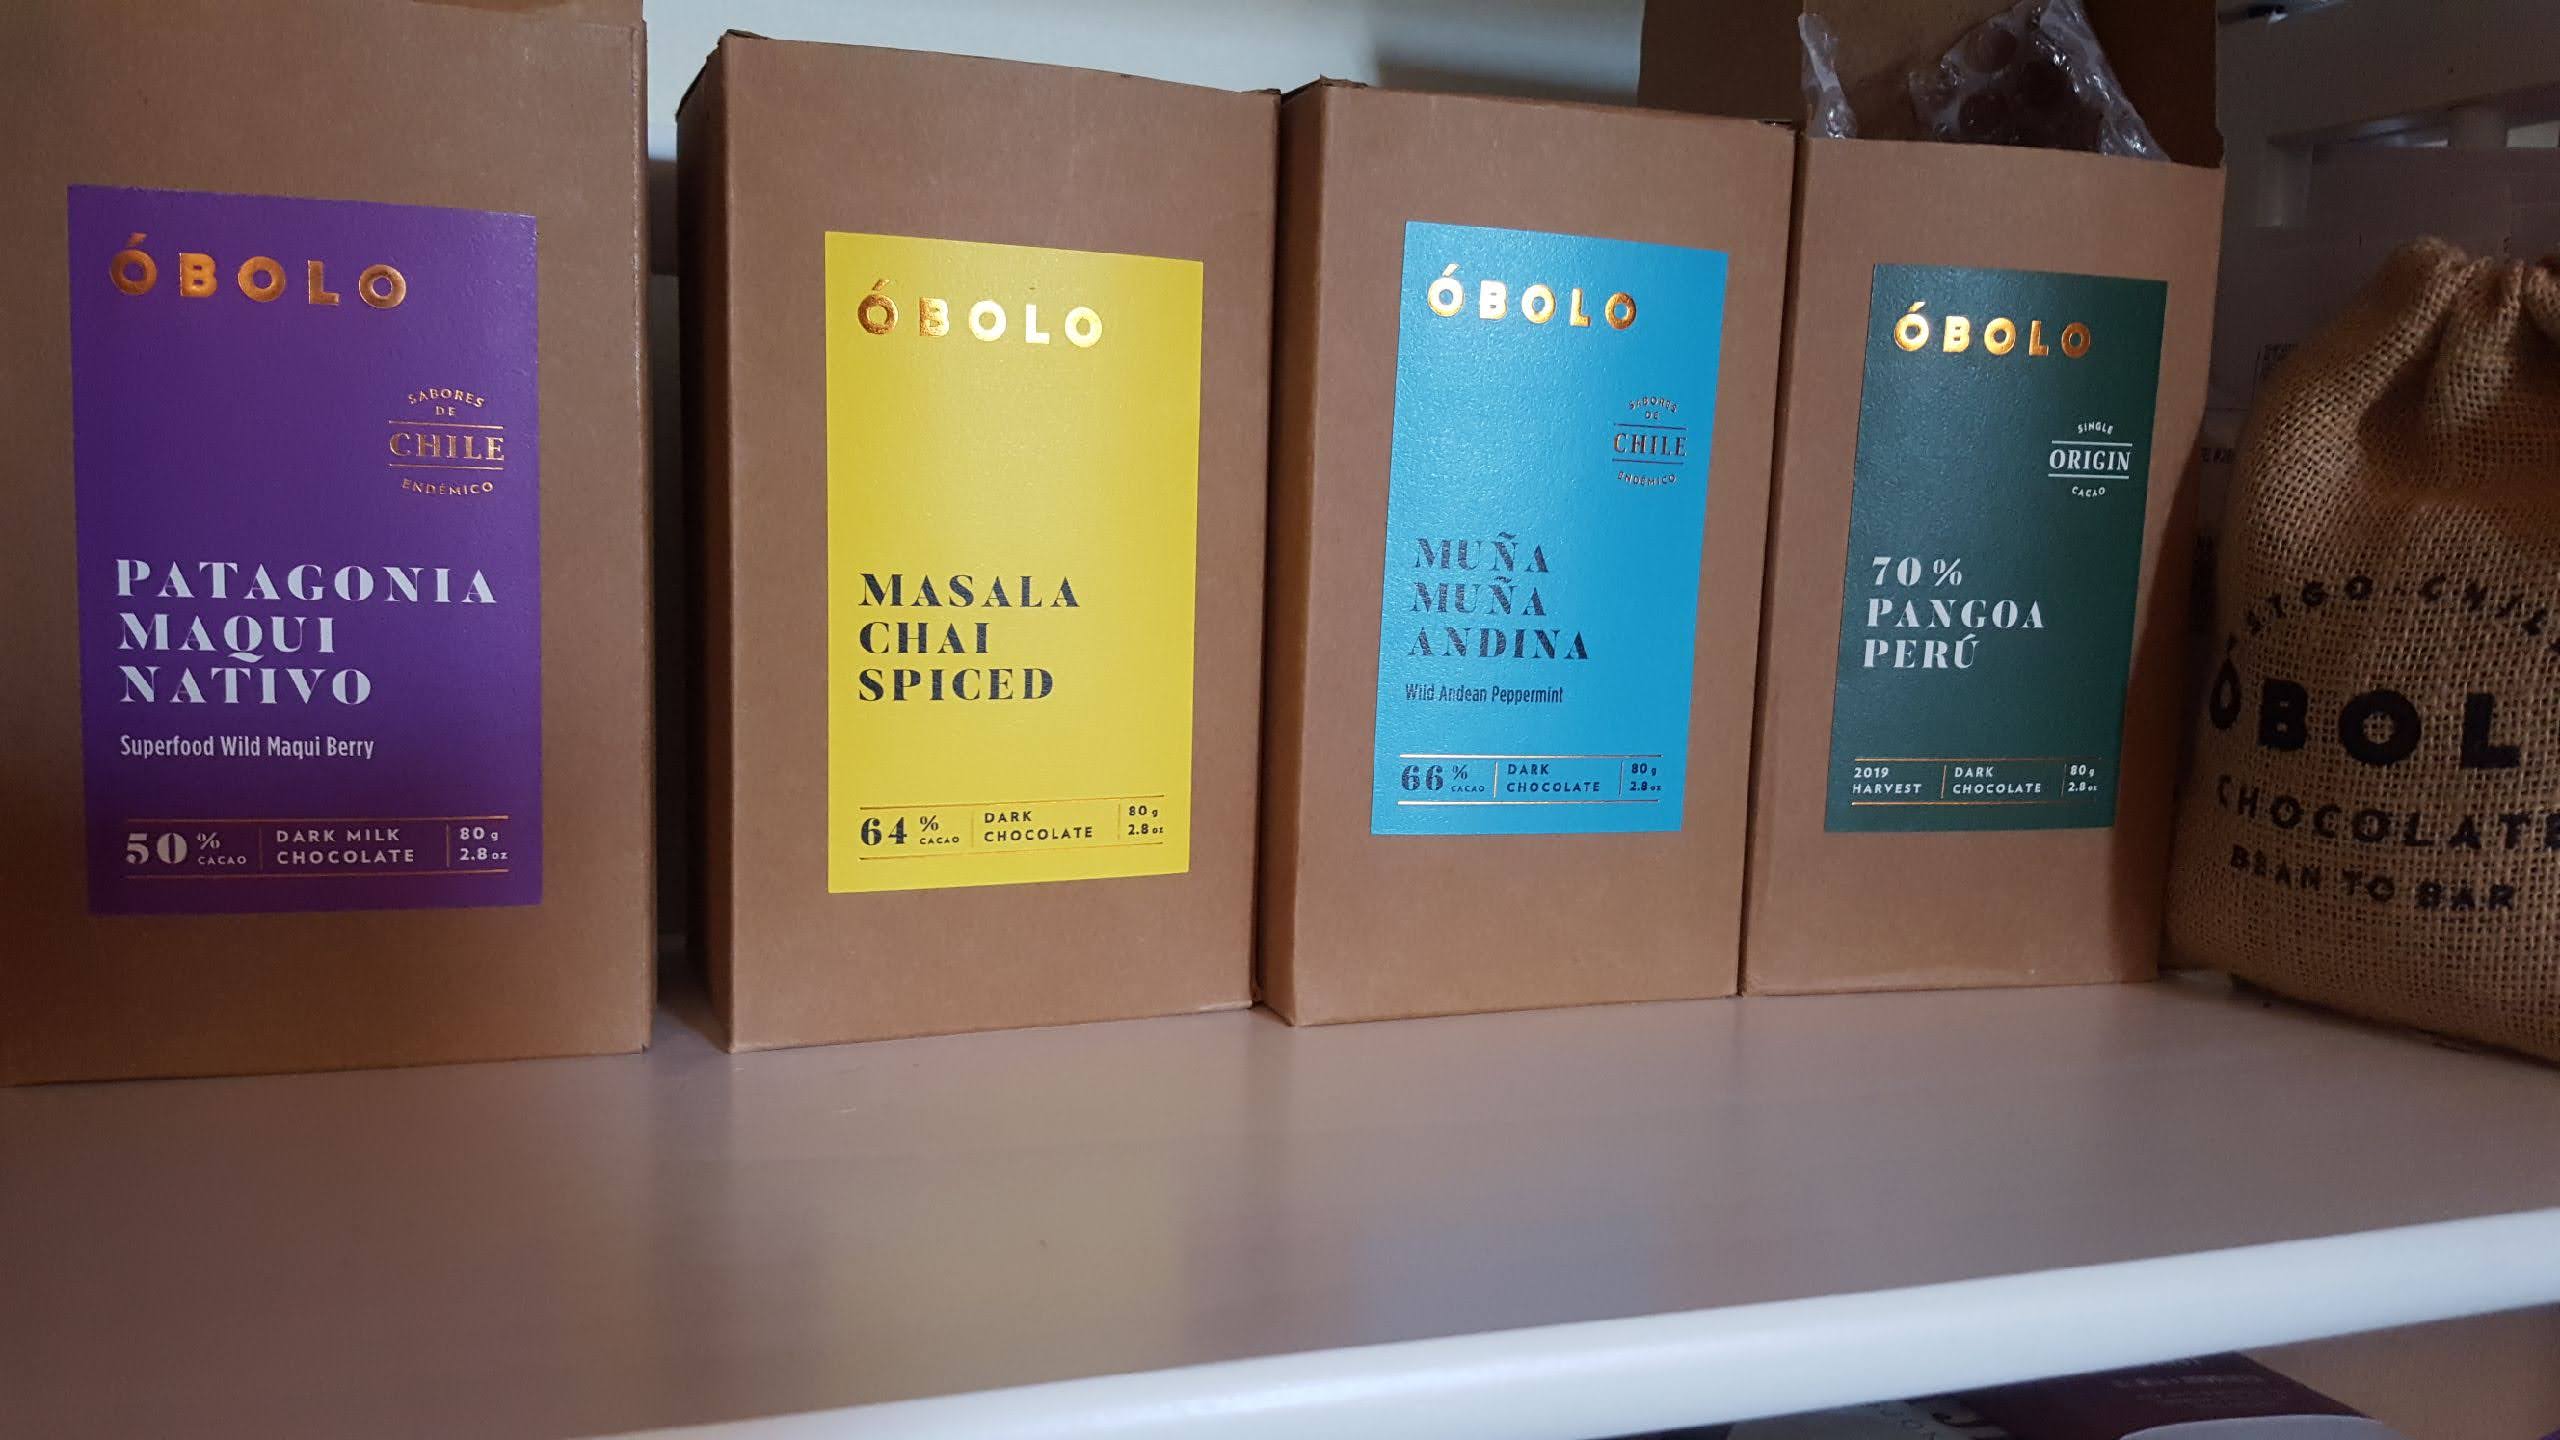 ÓBOLO
SABORES
DE
CHILE
ENDÉMICO
PATAGONIA
MAQUI
NATIVO
Superfood Wild Maqui Berry
50 % CACAO
DARK MILK
CHOCOLATE
80 g
2.8 oz
ÓBOLO
MASALA
CHAI
SPICED
64 % CACAO
DARK
CHOCOLATE
80 g
2.8 oz
ÓBOLO
SABORES
DE
CHILE
ENDÉMICO
MUÑA
MUÑA
ANDINA
Wild Andean Peppermint
66 % CACAO
DARK
CHOCOLATE
80 g
2.8 oz
ÓBOLO
SINGLE
ORIGIN
CACAO
70 %
PANGOA
PERÚ
2019
HARVEST
DARK
CHOCOLATE
80 g
2.8 oz
ÓBOL
CHOCOLATE
BEAN TO BAR